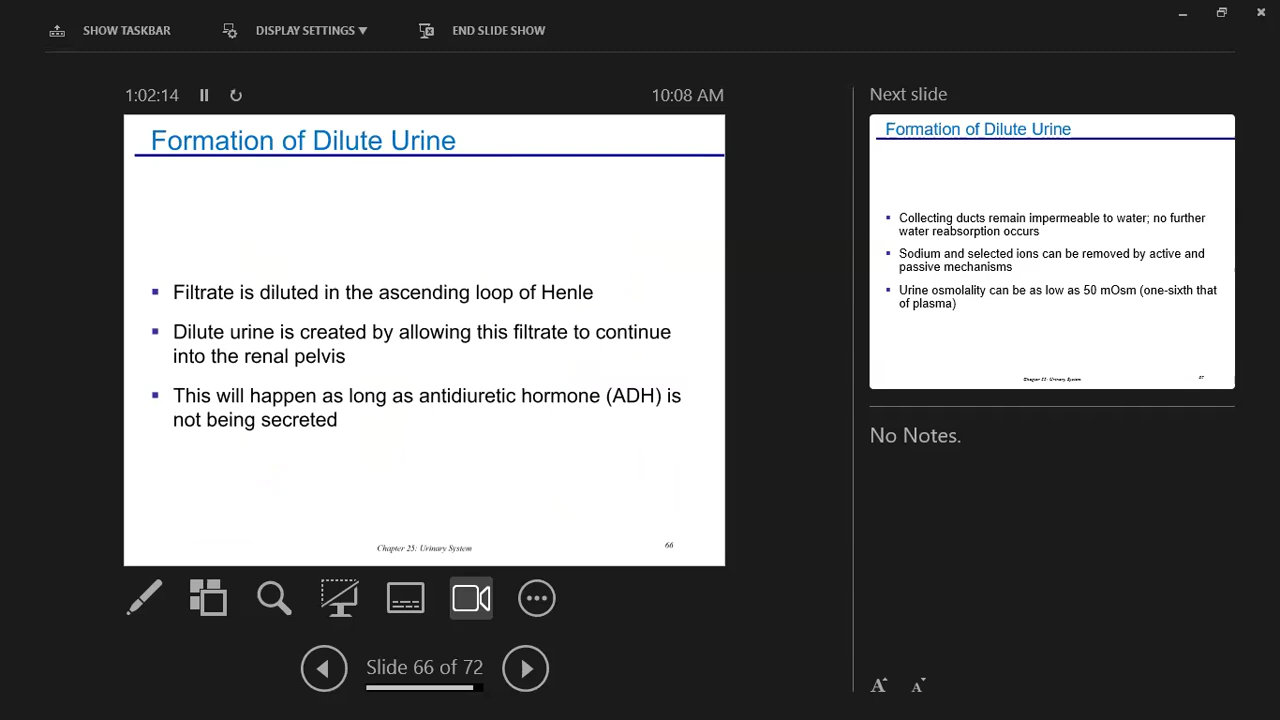 SHOW TASKBAR
DISPLAY SETTINGS ▼
END SLIDE SHOW
1:02:14
10:08 AM
Formation of Dilute Urine
▪ Filtrate is diluted in the ascending loop of Henle
▪ Dilute urine is created by allowing this filtrate to continue
into the renal pelvis
▪ This will happen as long as antidiuretic hormone (ADH) is
not being secreted
Chapter 25: Urinary System
66
Slide 66 of 72
Next slide
Formation of Dilute Urine
▪ Collecting ducts remain impermeable to water; no further
water reabsorption occurs
▪ Sodium and selected ions can be removed by active and
passive mechanisms
▪ Urine osmolality can be as low as 50 mOsm (one-sixth that
of plasma)
Chapter 25: Urinary System
67
No Notes.
A A